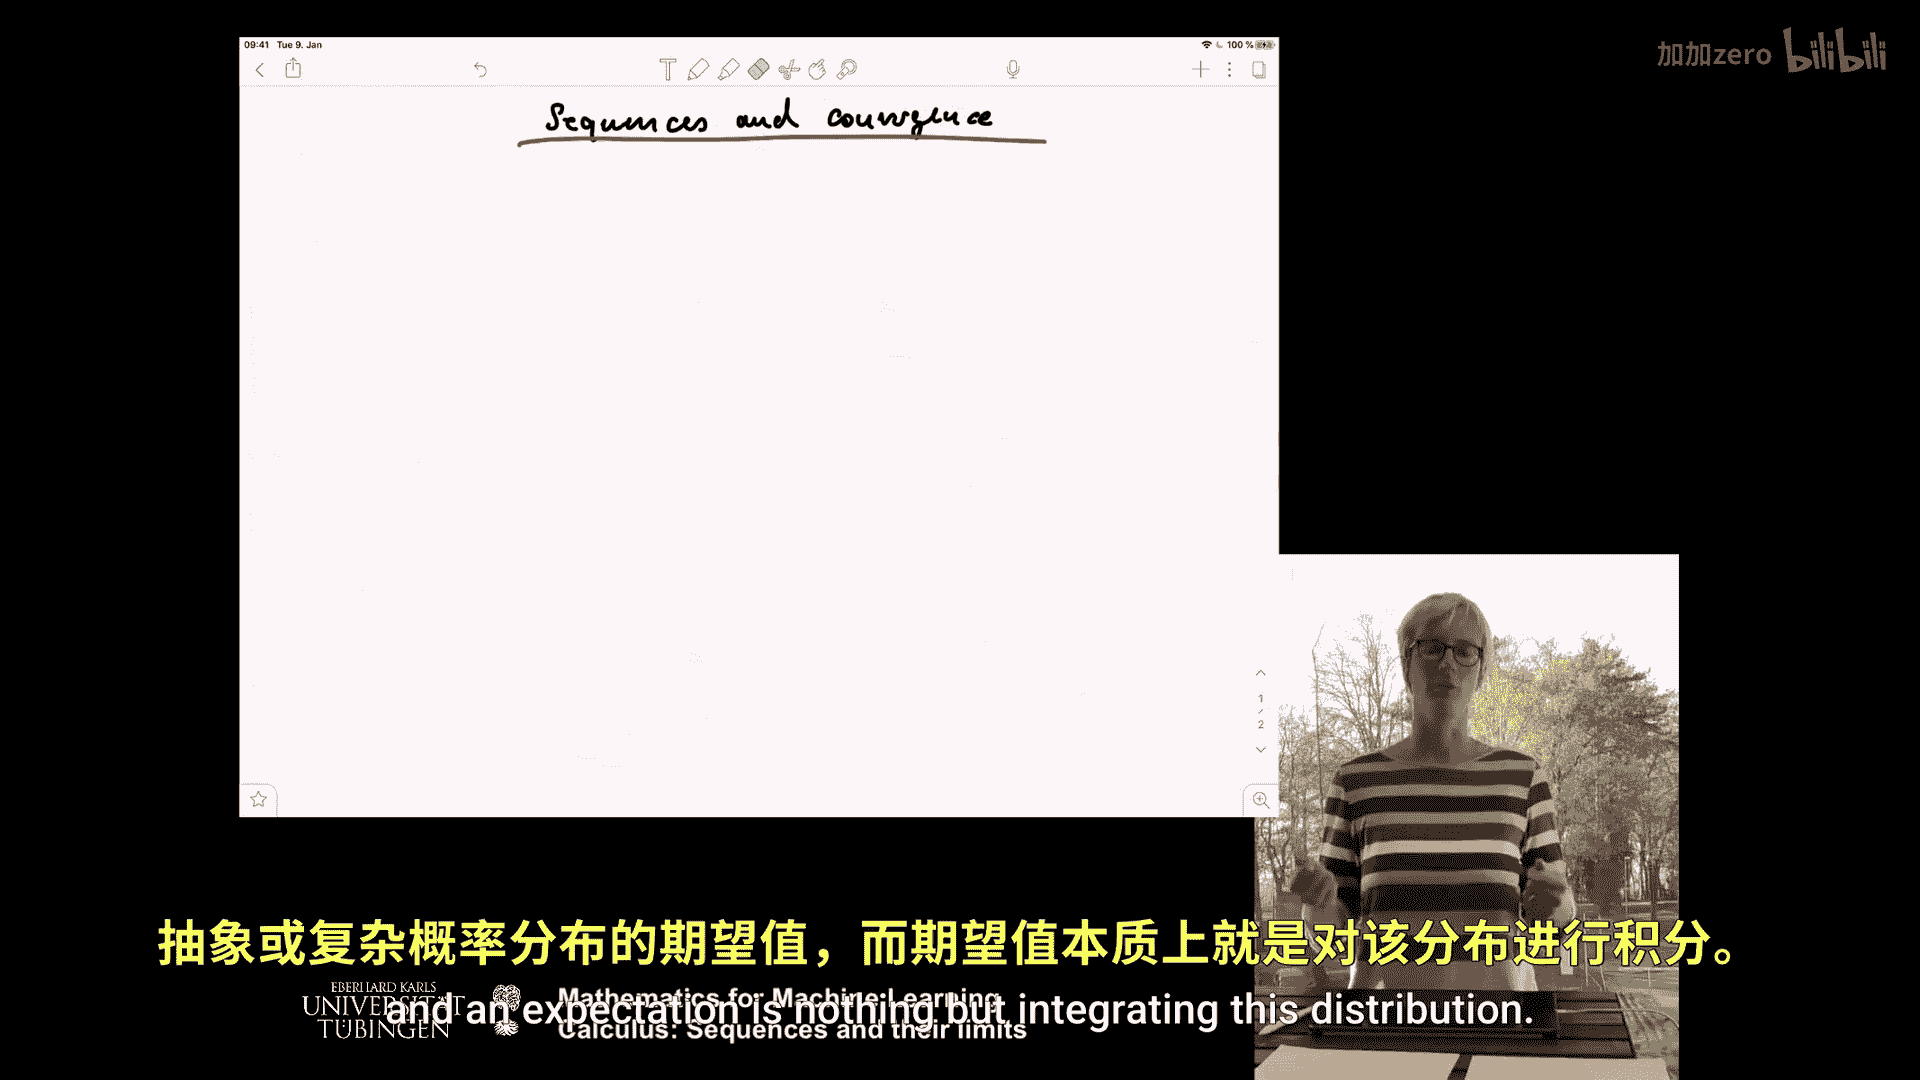 09:41 Tue 9. Jan
100 %
加加zero bilibili
Sequences and convergence
1
2
抽象或复杂概率分布的期望值，而期望值本质上就是对该分布进行积分。
EBERHARD KARLS
UNIVERSITÄT
TÜBINGEN
Mathematics for Machine Learning
and an expectation is nothing but integrating this distribution.
Calculus: Sequences and their limits